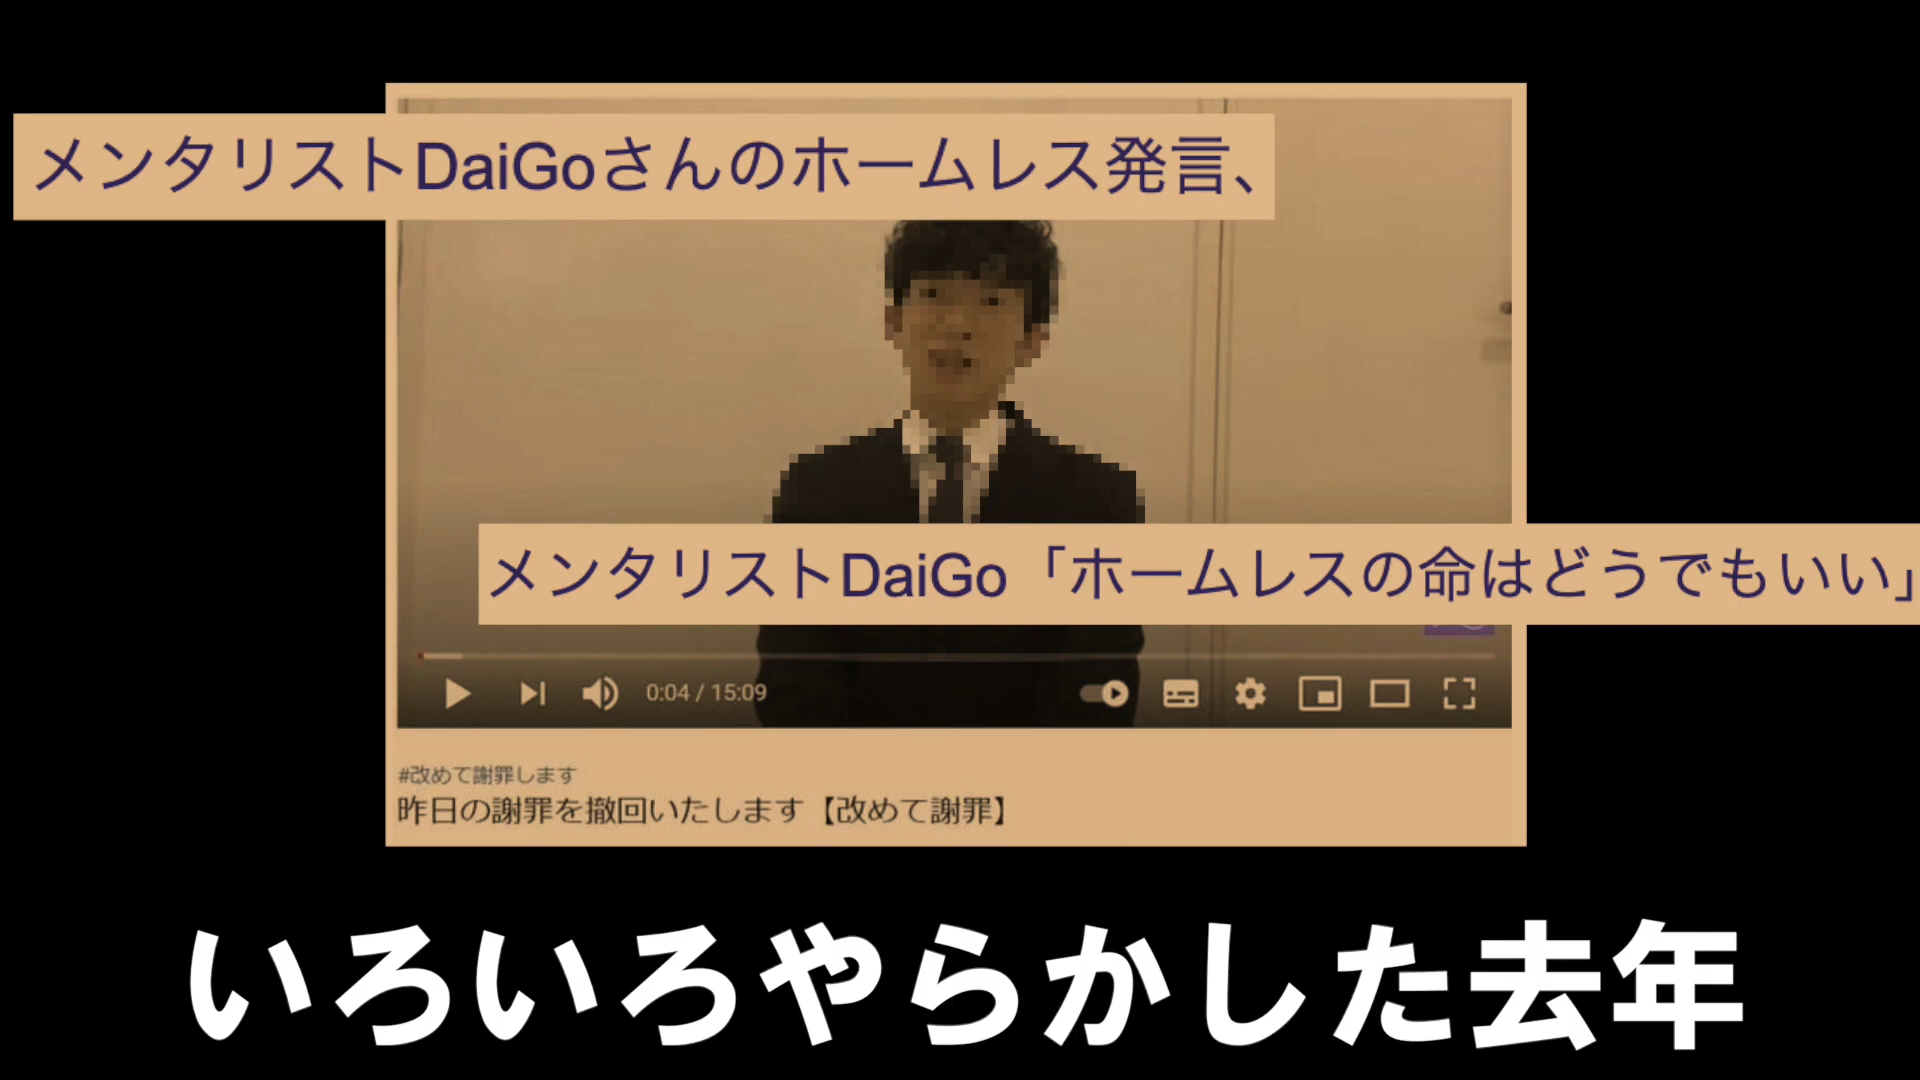 メンタリストDaiGoさんのホームレス発言、
メンタリストDaiGo「ホームレスの命はどうでもいい」
0:04 / 15:09
#改めて謝罪します
昨日の謝罪を撤回いたします【改めて謝罪】
いろいろやらかした去年